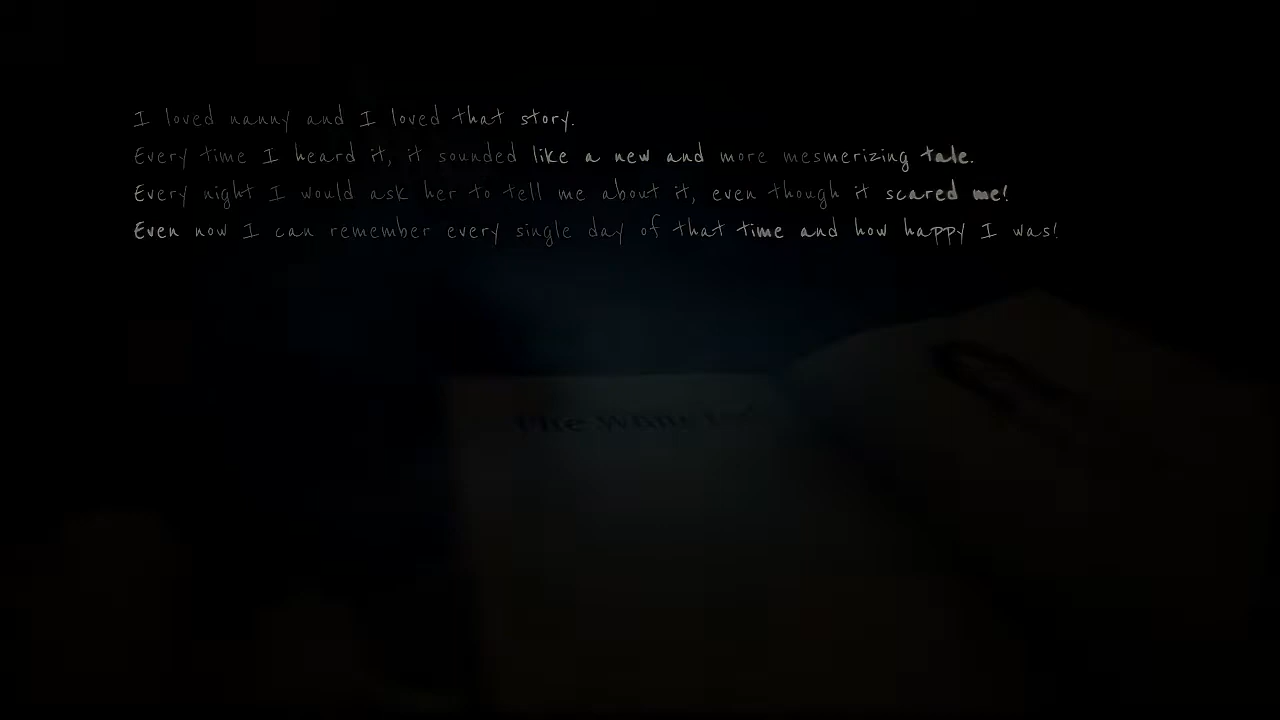 I loved nanny and I loved that story.
Every time I heard it, it sounded like a new and more mesmerizing tale.
Every night I would ask her to tell me about it, even though it scared me!
Even now I can remember every single day of that time and how happy I was!
The